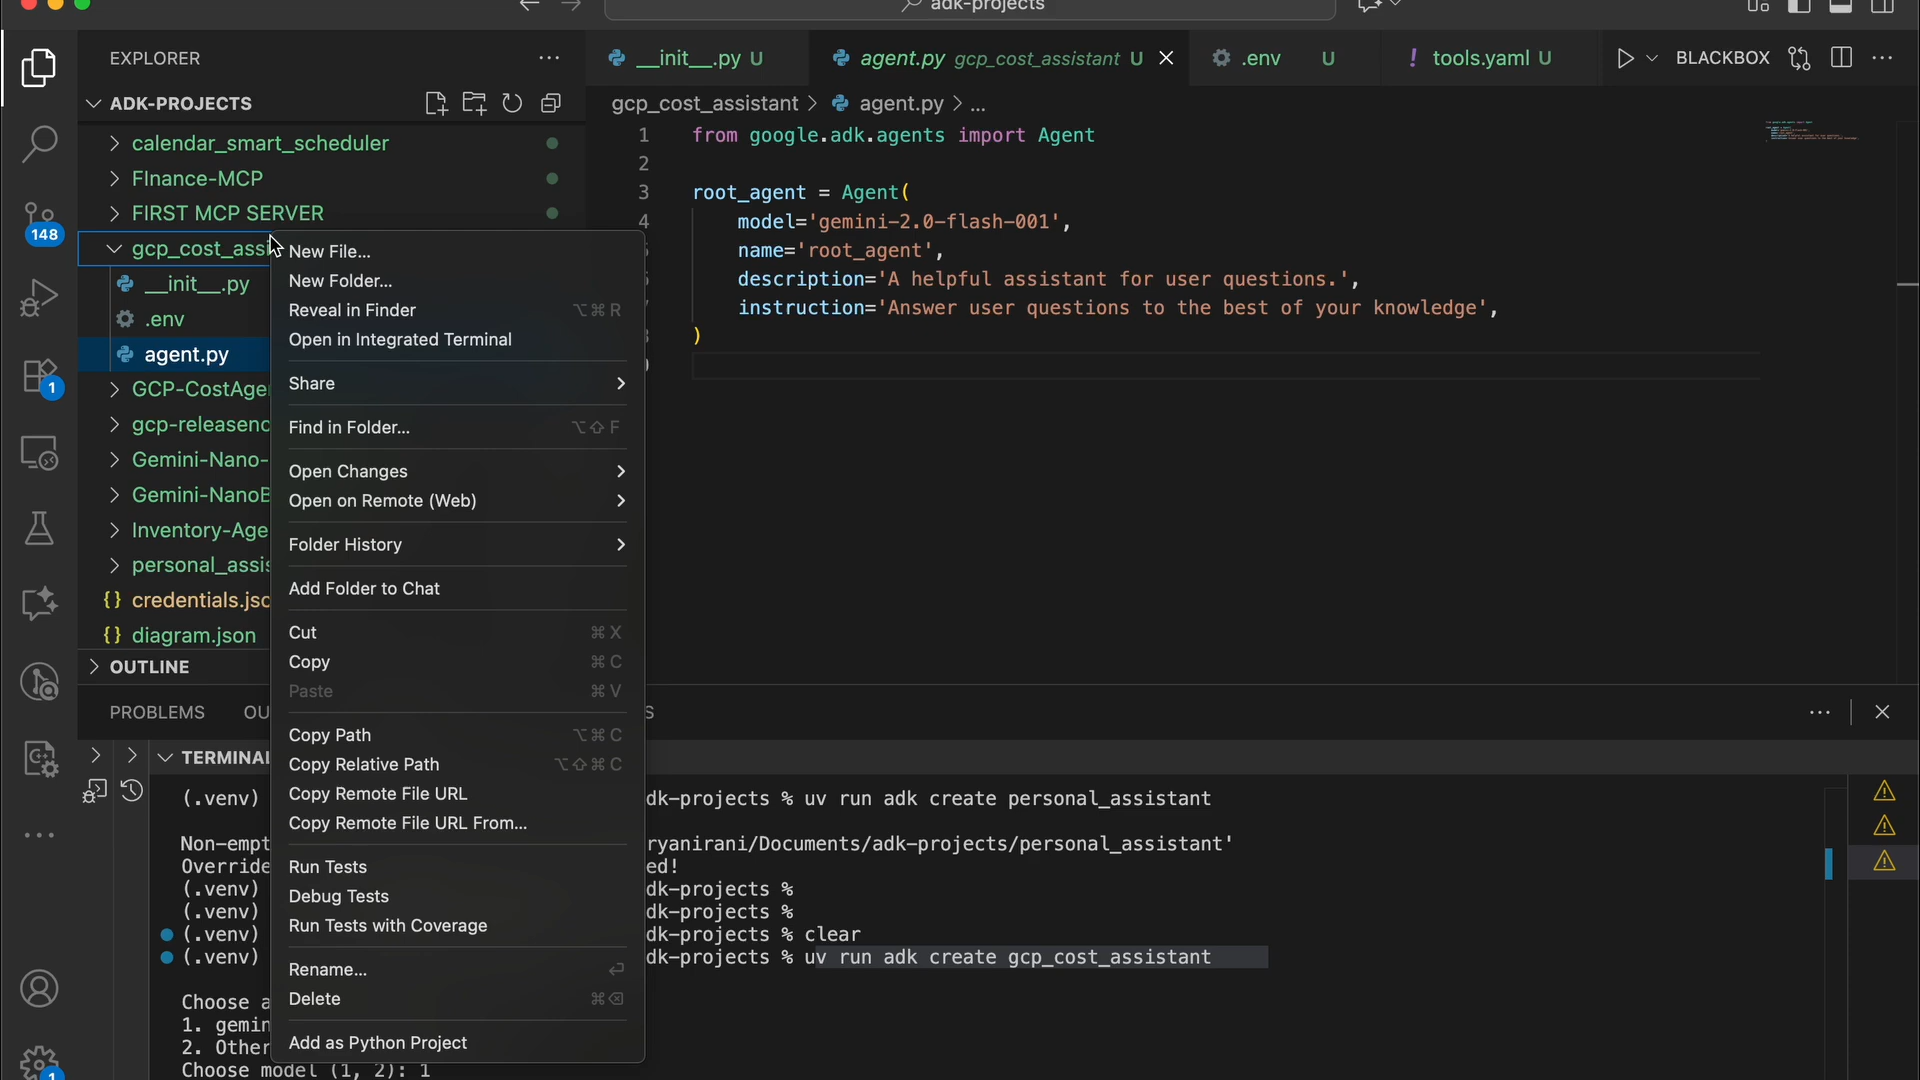 adk-projects
EXPLORER
__init__.py U
agent.py gcp_cost_assistant U
.env U
! tools.yaml U
BLACKBOX
ADK-PROJECTS
gcp_cost_assistant > agent.py > ...
calendar_smart_scheduler
FInance-MCP
FIRST MCP SERVER
gcp_cost_assi
__init__.py
.env
agent.py
GCP-CostAge
gcp-releaseno
Gemini-Nano-
Gemini-NanoB
Inventory-Age
personal_assis
{} credentials.jso
{} diagram.json
OUTLINE
148
1
1
1 from google.adk.agents import Agent
2
3 root_agent = Agent(
4 model='gemini-2.0-flash-001',
name='root_agent',
description='A helpful assistant for user questions.',
instruction='Answer user questions to the best of your knowledge',
)
New File...
New Folder...
Reveal in Finder ⌥⌘R
Open in Integrated Terminal
Share
Find in Folder... ⌥⇧F
Open Changes
Open on Remote (Web)
Folder History
Add Folder to Chat
Cut ⌘X
Copy ⌘C
Paste ⌘V
Copy Path ⌥⌘C
Copy Relative Path ⌥⇧⌘C
Copy Remote File URL
Copy Remote File URL From...
Run Tests
Debug Tests
Run Tests with Coverage
Rename... ⏎
Delete ⌘⌫
Add as Python Project
PROBLEMS OU S
TERMINAL
(.venv) dk-projects % uv run adk create personal_assistant
Non-empt ryanirani/Documents/adk-projects/personal_assistant'
Override ed!
(.venv) dk-projects %
(.venv) dk-projects %
(.venv) dk-projects % clear
(.venv) dk-projects % uv run adk create gcp_cost_assistant
Choose a
1. gemin
2. Other
Choose model (1, 2): 1